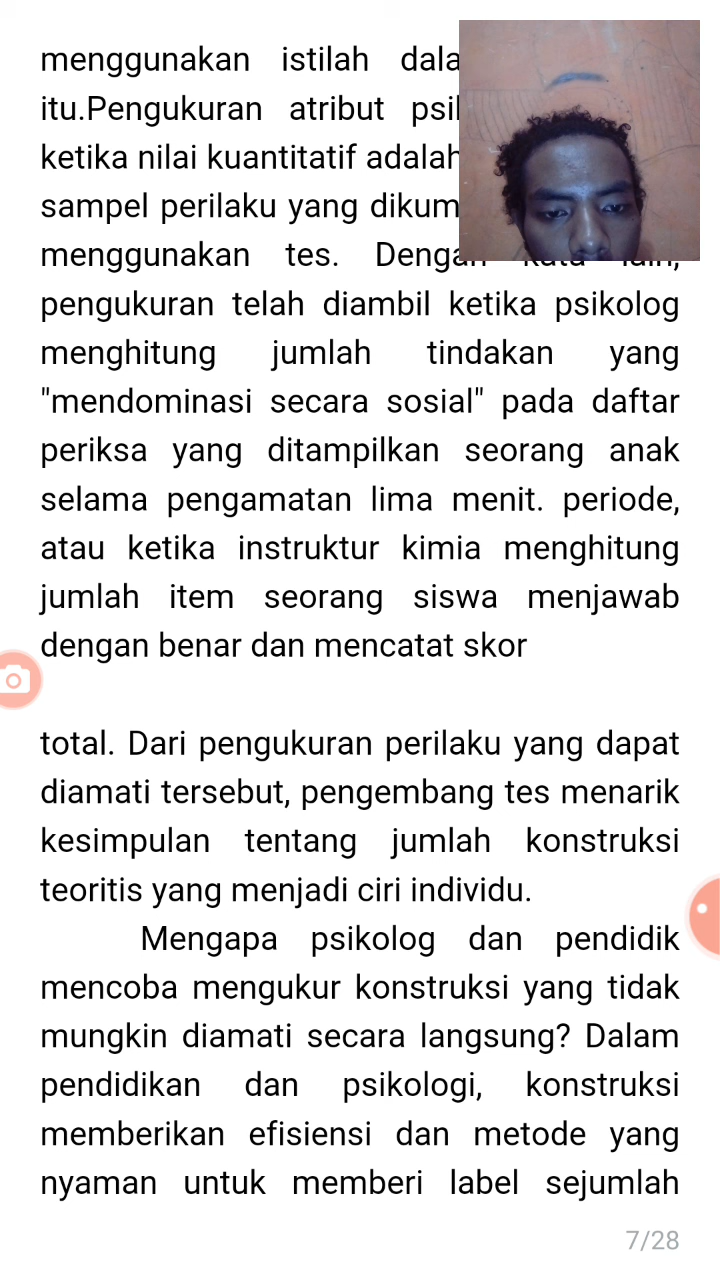 menggunakan istilah
itu.Pengukuran atribut
ketika nilai kuantitatif adalah
sampel perilaku yang
menggunakan tes. Dengan kata lain,
pengukuran telah diambil ketika psikolog
menghitung jumlah tindakan yang
"mendominasi secara sosial" pada daftar
periksa yang ditampilkan seorang anak
selama pengamatan lima menit. periode,
atau ketika instruktur kimia menghitung
jumlah item seorang siswa menjawab
dengan benar dan mencatat skor
total. Dari pengukuran perilaku yang dapat
diamati tersebut, pengembang tes menarik
kesimpulan tentang jumlah konstruksi
teoritis yang menjadi ciri individu.
Mengapa psikolog dan pendidik
mencoba mengukur konstruksi yang tidak
mungkin diamati secara langsung? Dalam
pendidikan dan psikologi, konstruksi
memberikan efisiensi dan metode yang
nyaman untuk memberi label sejumlah
7/28